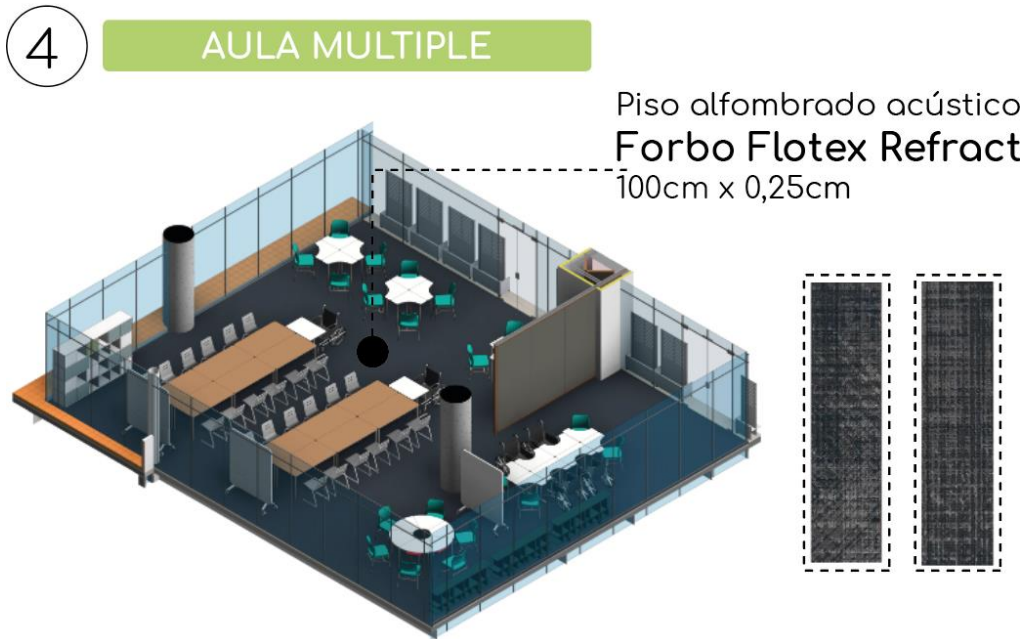 4
AULA MULTIPLE
Piso alfombrado acústico
Forbo Flotex Refract
100cm x 0,25cm